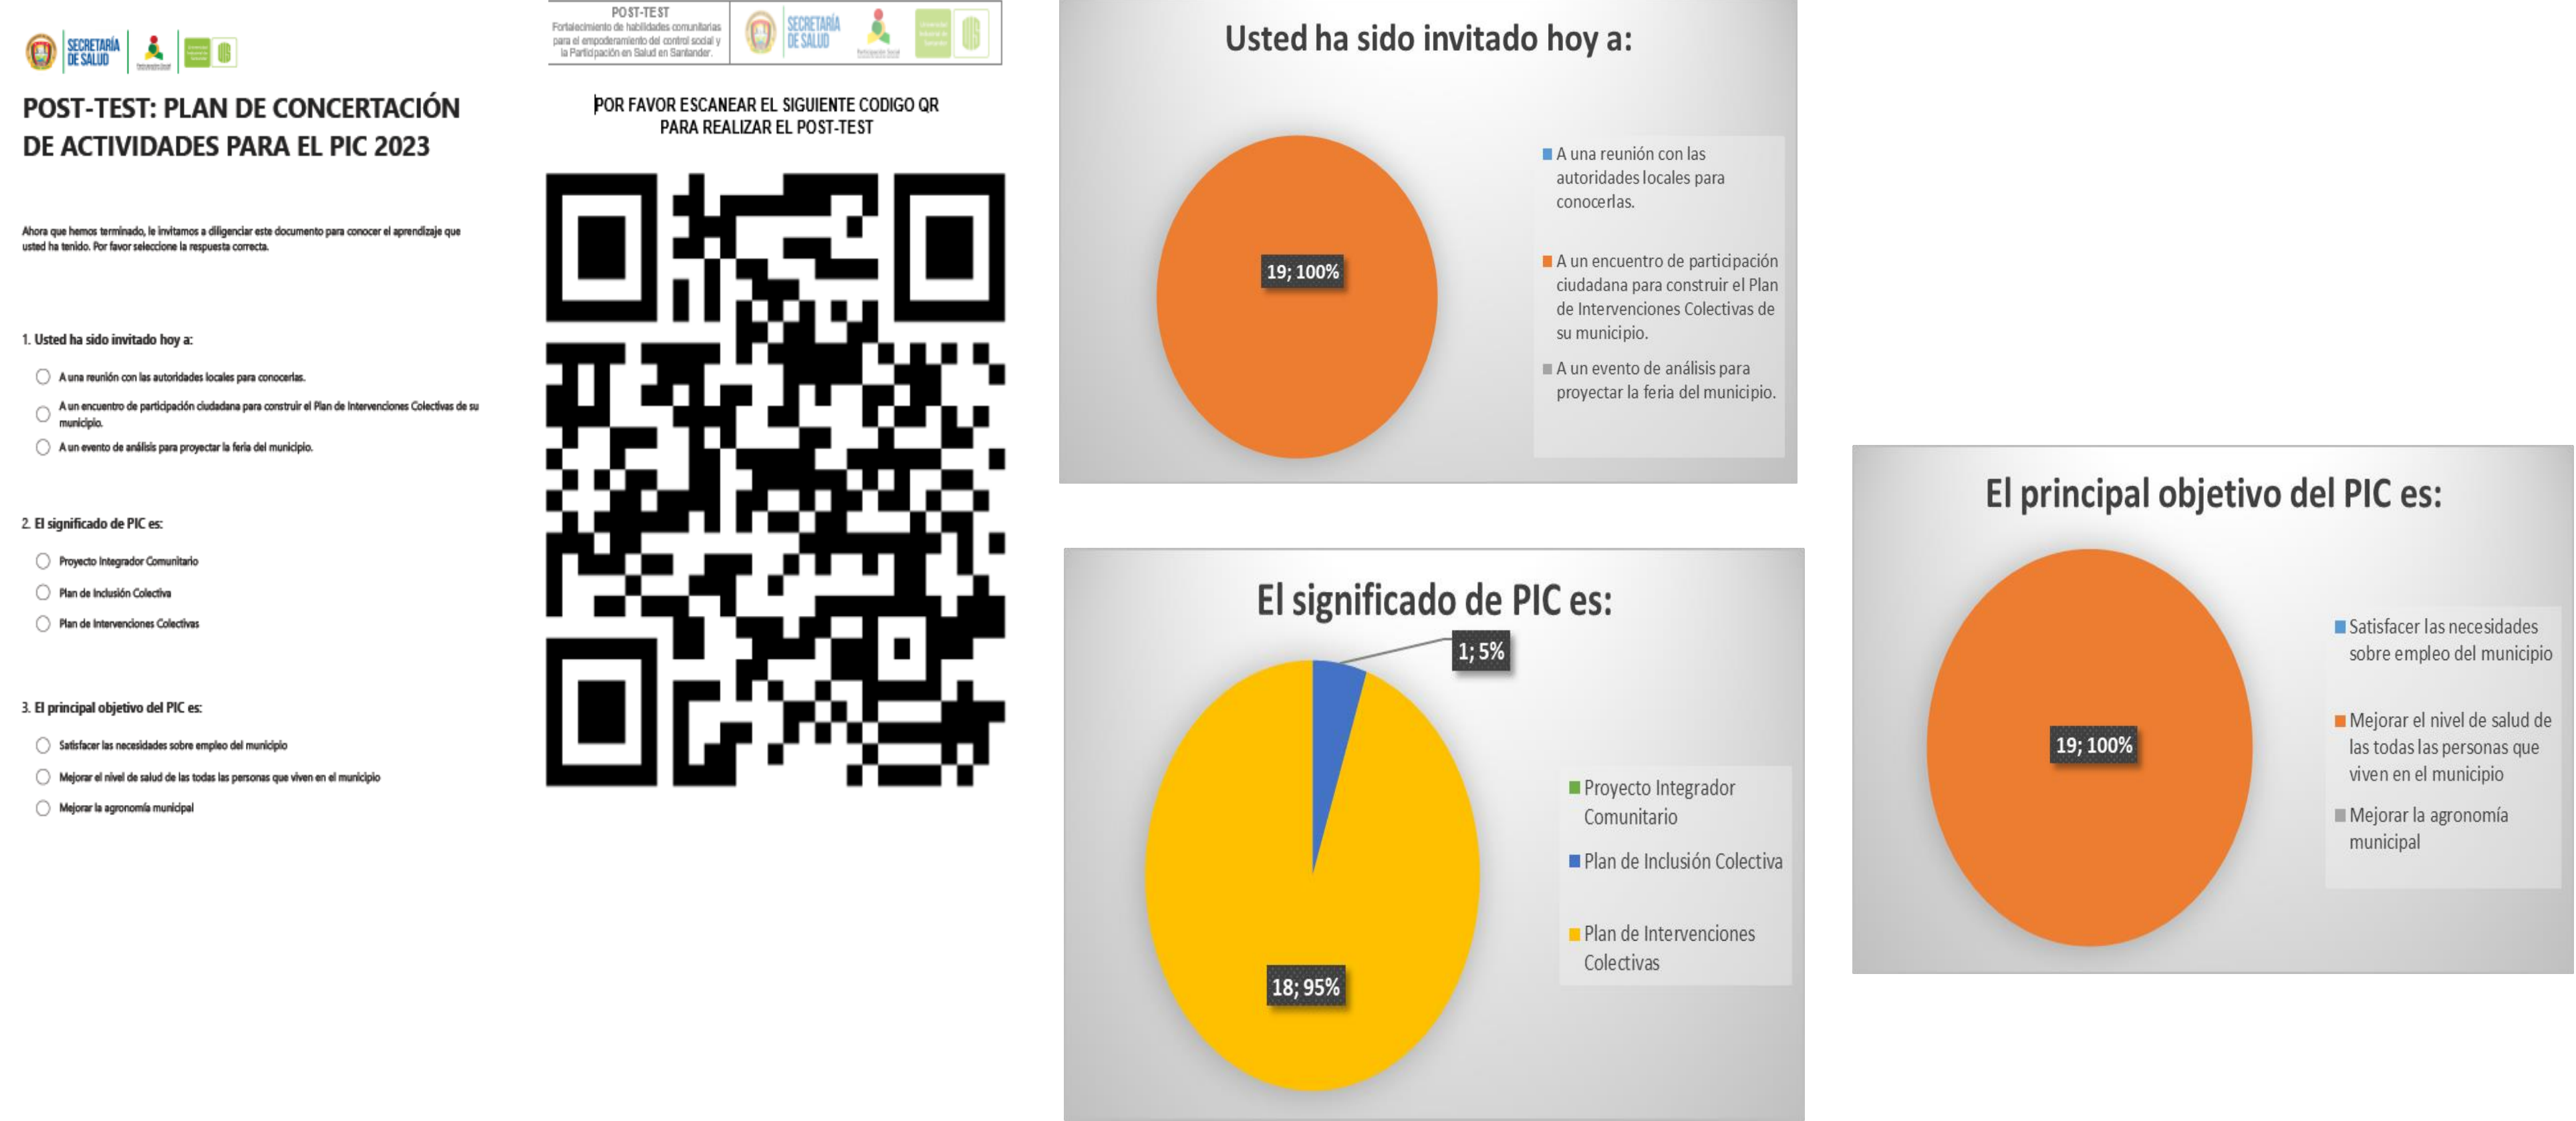 SECRETARÍA
DE SALUD
POST-TEST: PLAN DE CONCERTACIÓN
DE ACTIVIDADES PARA EL PIC 2023
Ahora que hemos terminado, le invitamos a diligenciar este documento para conocer el aprendizaje que
usted ha tenido. Por favor seleccione la respuesta correcta.
1. Usted ha sido invitado hoy a:
A una reunión con las autoridades locales para conocerlas.
A un encuentro de participación ciudadana para construir el Plan de Intervenciones Colectivas de su
municipio.
A un evento de análisis para proyectar la feria del municipio.
2. El significado de PIC es:
Proyecto Integrador Comunitario
Plan de Inclusión Colectiva
Plan de Intervenciones Colectivas
3. El principal objetivo del PIC es:
Satisfacer las necesidades sobre empleo del municipio
Mejorar el nivel de salud de las todas las personas que viven en el municipio
Mejorar la agronomía municipal
POST-TEST
Fortalecimiento de habilidades comunitarias
para el empoderamiento del control social y
la Participación en Salud en Santander.
SECRETARÍA
DE SALUD
Participación Social
Universidad
Industrial de
Santander
POR FAVOR ESCANEAR EL SIGUIENTE CODIGO QR
PARA REALIZAR EL POST-TEST
Usted ha sido invitado hoy a:
19; 100%
A una reunión con las
autoridades locales para
conocerlas.
A un encuentro de participación
ciudadana para construir el Plan
de Intervenciones Colectivas de
su municipio.
A un evento de análisis para
proyectar la feria del municipio.
El significado de PIC es:
1; 5%
18; 95%
Proyecto Integrador
Comunitario
Plan de Inclusión Colectiva
Plan de Intervenciones
Colectivas
El principal objetivo del PIC es:
19; 100%
Satisfacer las necesidades
sobre empleo del municipio
Mejorar el nivel de salud de
las todas las personas que
viven en el municipio
Mejorar la agronomía
municipal